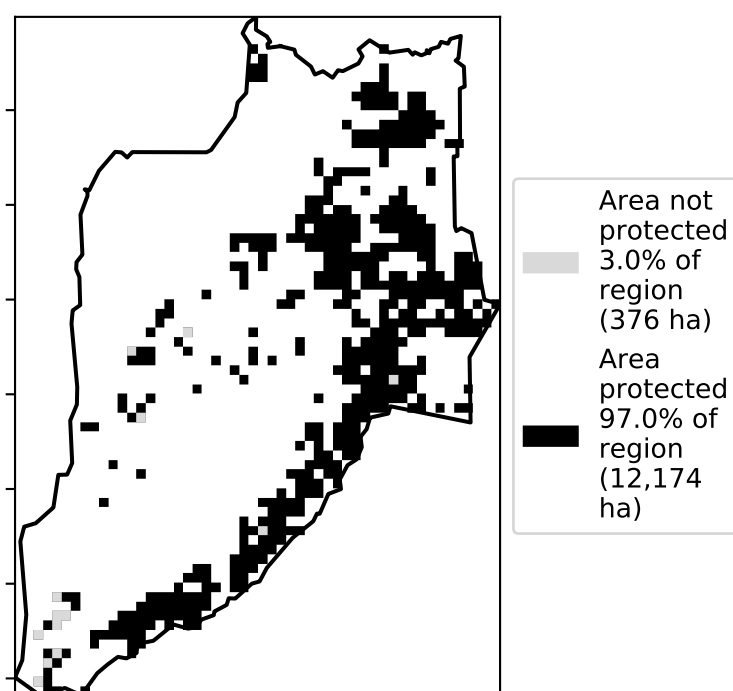 Area not
protected
3.0% of
region
(376 ha)
Area
protected
97.0% of
region
(12,174
ha)